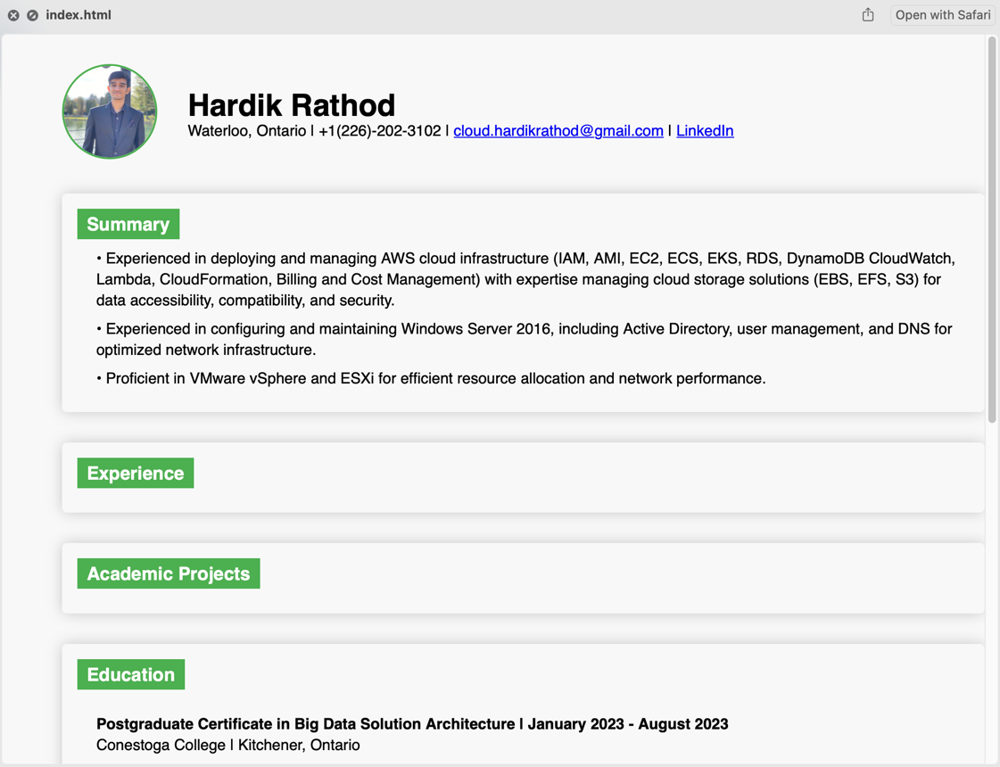 index.html
Open with Safari
Hardik Rathod
Waterloo, Ontario | +1(226)-202-3102 | cloud.hardikrathod@gmail.com | LinkedIn
Summary
• Experienced in deploying and managing AWS cloud infrastructure (IAM, AMI, EC2, ECS, EKS, RDS, DynamoDB CloudWatch,
Lambda, CloudFormation, Billing and Cost Management) with expertise managing cloud storage solutions (EBS, EFS, S3) for
data accessibility, compatibility, and security.
• Experienced in configuring and maintaining Windows Server 2016, including Active Directory, user management, and DNS for
optimized network infrastructure.
• Proficient in VMware vSphere and ESXi for efficient resource allocation and network performance.
Experience
Academic Projects
Education
Postgraduate Certificate in Big Data Solution Architecture | January 2023 - August 2023
Conestoga College | Kitchener, Ontario